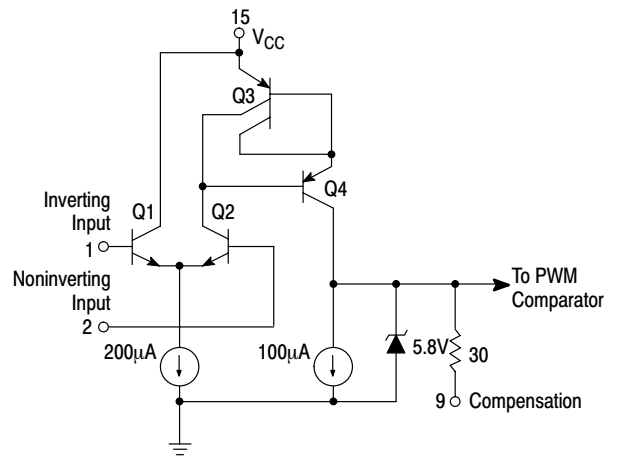 15
VCC
Q3
Q4
Inverting
Input
Q1
Q2
1
Noninverting
Input
2
To PWM
Comparator
200µA
100µA
5.8V
30
9
Compensation